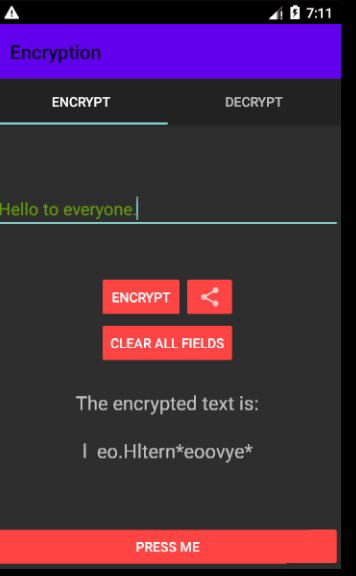 7:11
Encryption
ENCRYPT DECRYPT
Hello to everyone.
ENCRYPT
CLEAR ALL FIELDS
The encrypted text is:
l  eo.Hltern*eoovye*
PRESS ME